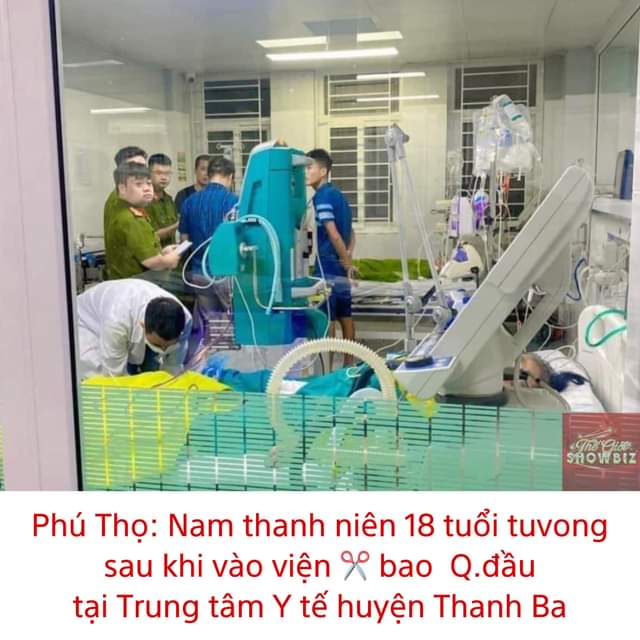 Thế Giới
SHOWBIZ
Phú Thọ: Nam thanh niên 18 tuổi tuvong
sau khi vào viện ✂️ bao Q.đầu
tại Trung tâm Y tế huyện Thanh Ba